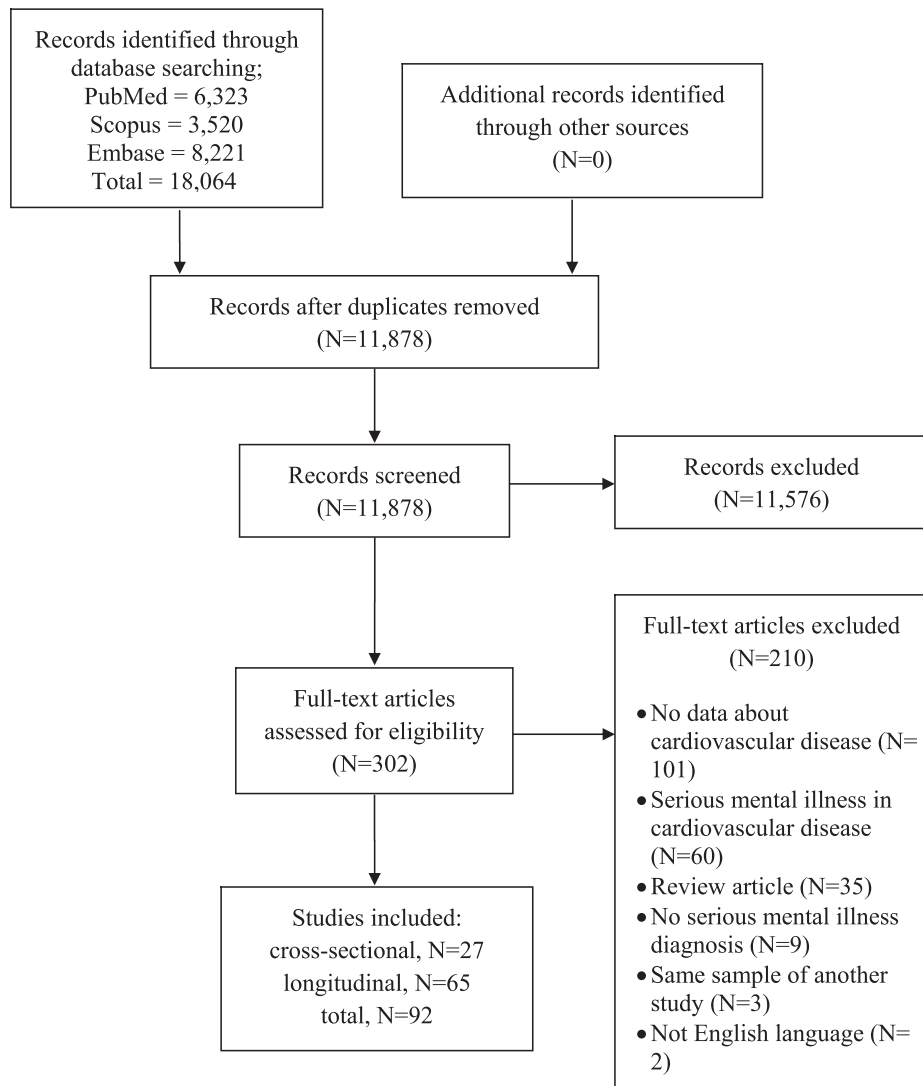 Records identified through
database searching;
PubMed = 6,323
Scopus = 3,520
Embase = 8,221
Total = 18,064
Additional records identified
through other sources
(N=0)
Records after duplicates removed
(N=11,878)
Records screened
(N=11,878)
Records excluded
(N=11,576)
Full-text articles
assessed for eligibility
(N=302)
Full-text articles excluded
(N=210)
• No data about
cardiovascular disease (N=
101)
• Serious mental illness in
cardiovascular disease
(N=60)
• Review article (N=35)
• No serious mental illness
diagnosis (N=9)
• Same sample of another
study (N=3)
• Not English language (N=
2)
Studies included:
cross-sectional, N=27
longitudinal, N=65
total, N=92